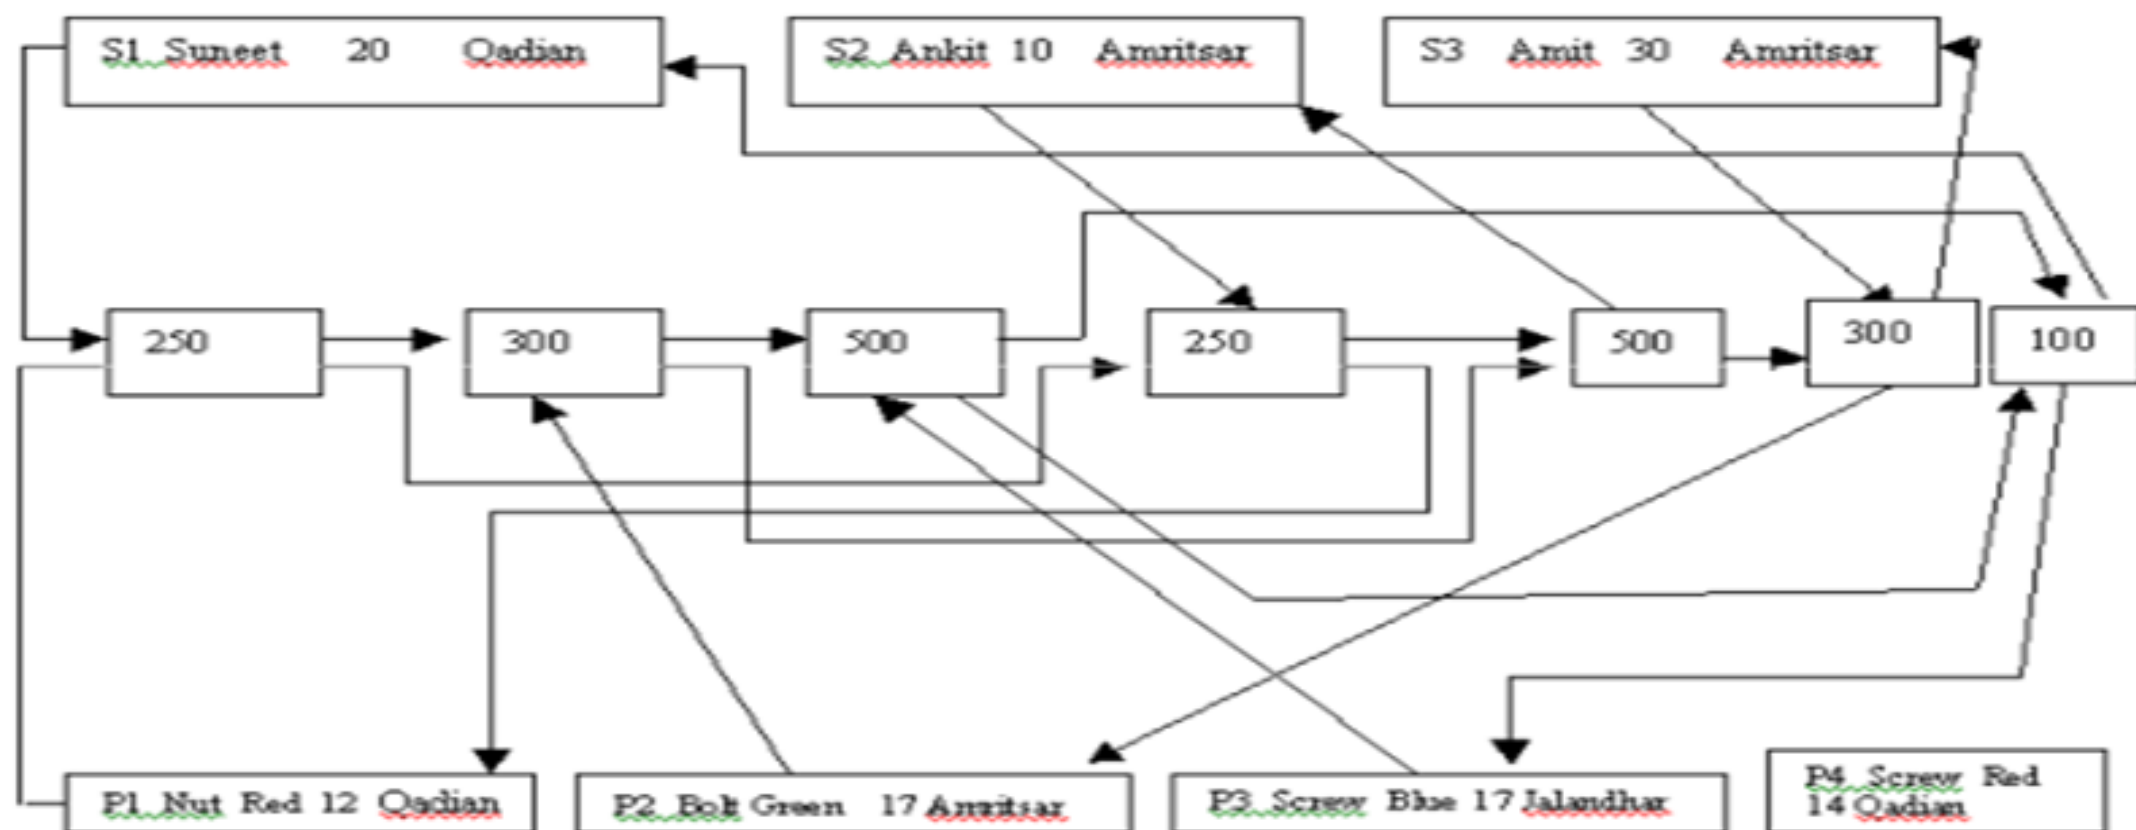 S1 Suneet 20 Qadian
S2 Ankit 10 Amritsar
S3 Amit 30 Amritsar
250
300
500
250
500
300
100
P1 Nut Red 12 Qadian
P2 Bolt Green 17 Amritsar
P3 Screw Blue 17 Jalandhar
P4 Screw Red
14 Qadian